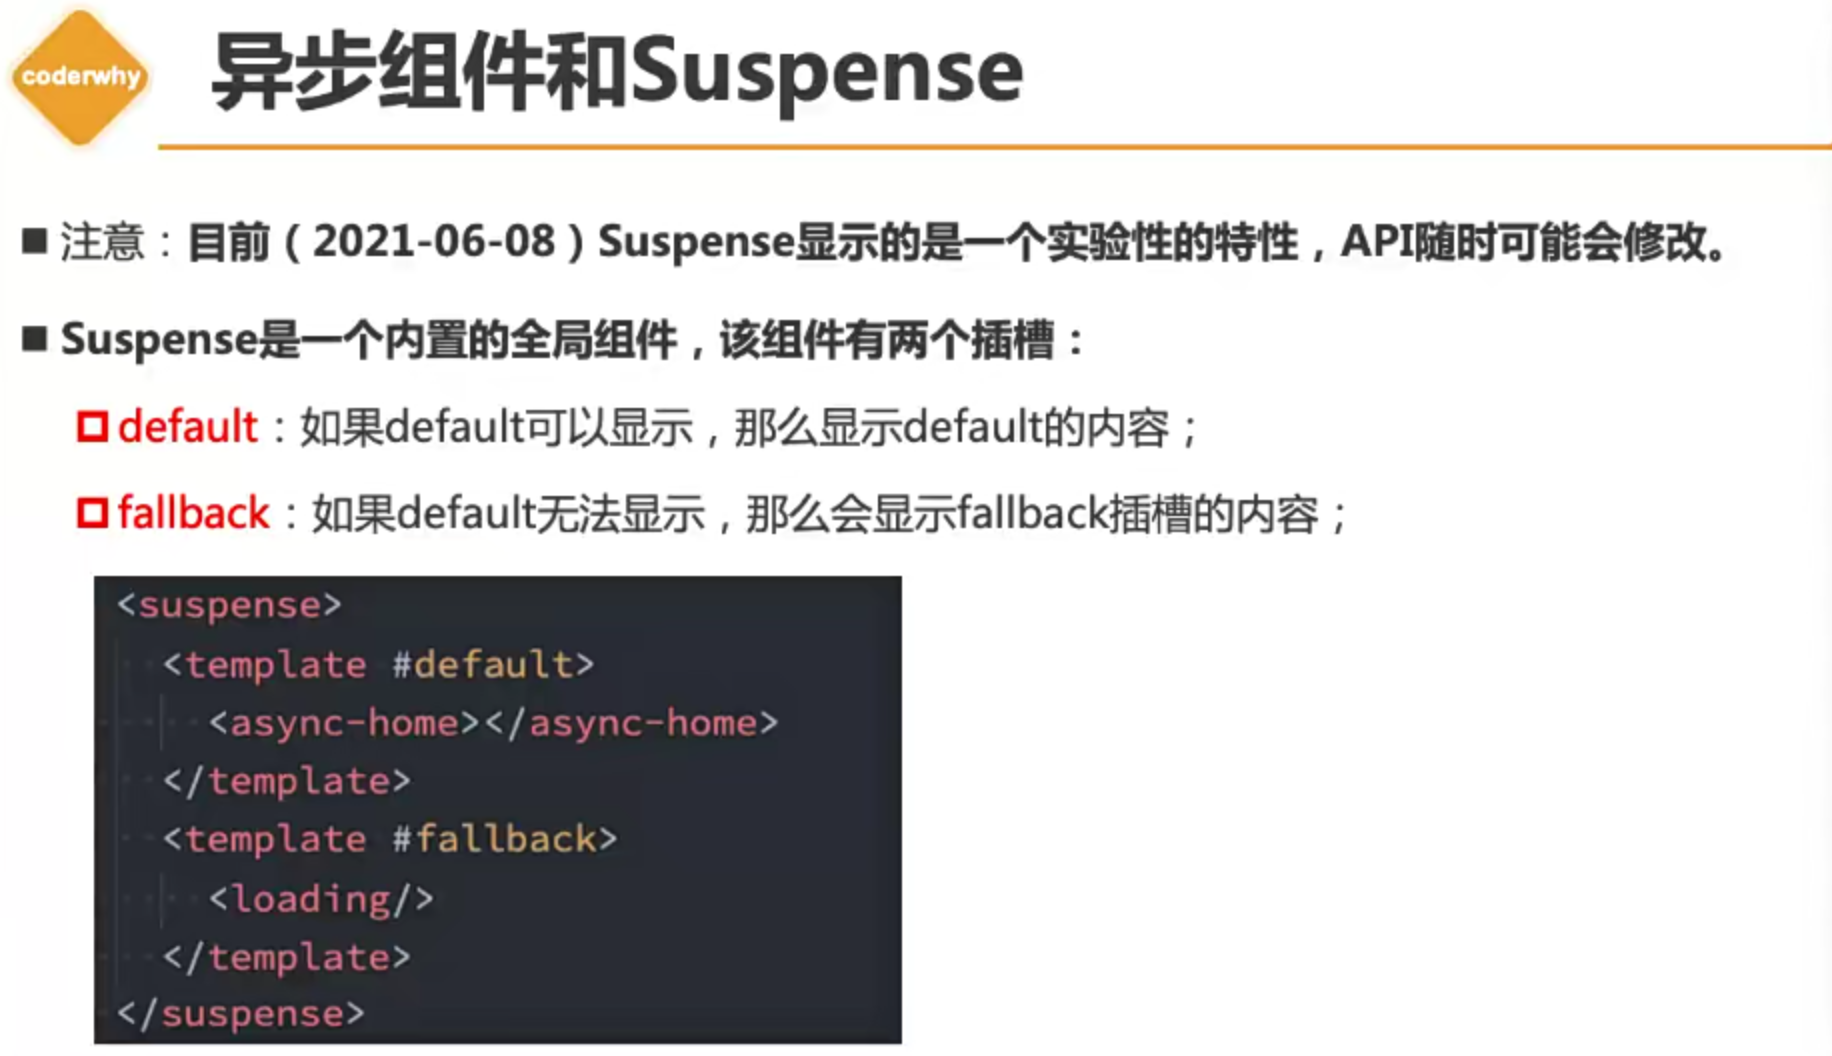 coderwhy
异步组件和Suspense
注意：目前（2021-06-08）Suspense显示的是一个实验性的特性，API随时可能会修改。
Suspense是一个内置的全局组件，该组件有两个插槽：
default：如果default可以显示，那么显示default的内容；
fallback：如果default无法显示，那么会显示fallback插槽的内容；
<suspense>
<template #default>
<async-home></async-home>
</template>
<template #fallback>
<loading/>
</template>
</suspense>